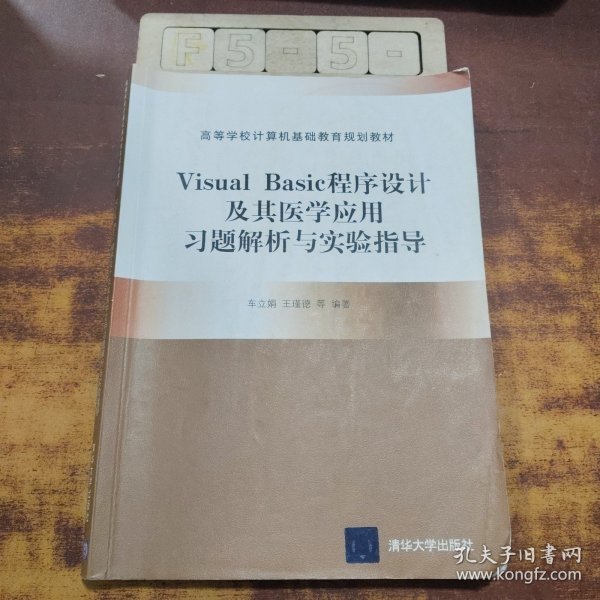 F 5 - 5 -
高等学校计算机基础教育规划教材
Visual Basic程序设计
及其医学应用
习题解析与实验指导
车立娟 王瑾德 等 编著
清华大学出版社
孔夫子旧书网
www.kongfz.com